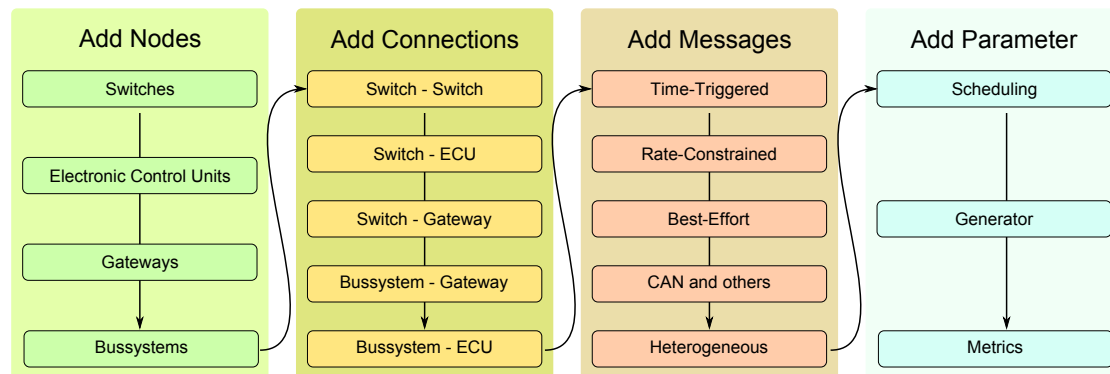 Add Nodes
Switches
Electronic Control Units
Gateways
Bussystems
Add Connections
Switch - Switch
Switch - ECU
Switch - Gateway
Bussystem - Gateway
Bussystem - ECU
Add Messages
Time-Triggered
Rate-Constrained
Best-Effort
CAN and others
Heterogeneous
Add Parameter
Scheduling
Generator
Metrics